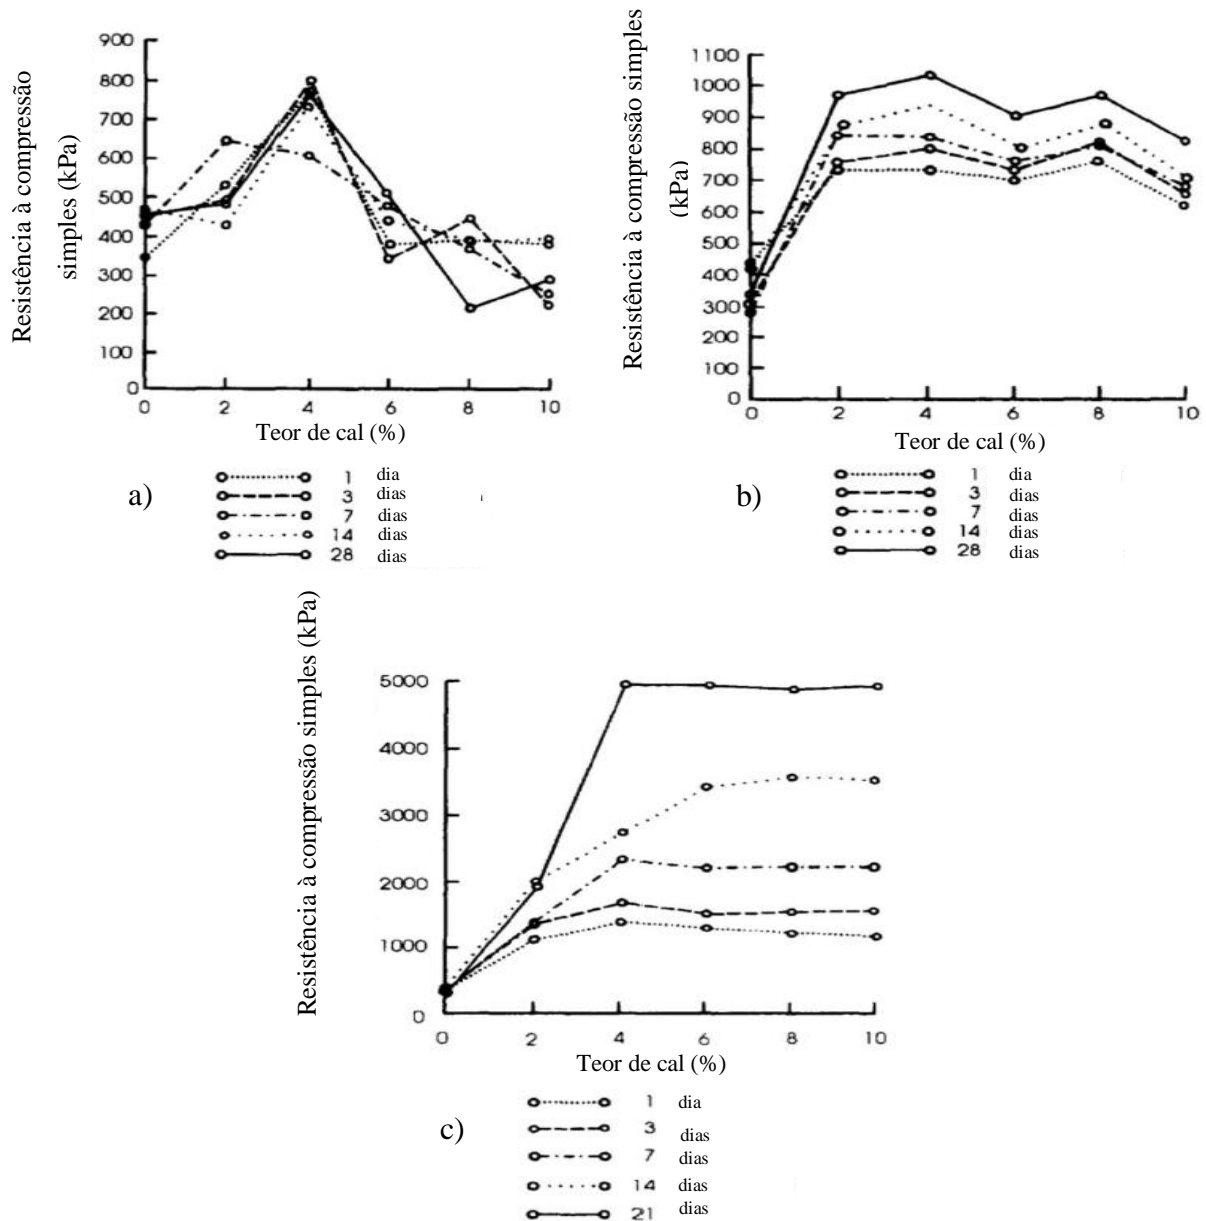 Resistência à compressão
simples (kPa)
900
800
700
600
500
400
300
200
100
0
0 2 4 6 8 10
Teor de cal (%)
a)
1 dia
3 dias
7 dias
14 dias
28 dias
Resistência à compressão simples
(kPa)
1100
1000
900
800
700
600
500
400
300
200
100
0
0 2 4 6 8 10
Teor de cal (%)
b)
1 dia
3 dias
7 dias
14 dias
28 dias
Resistência à compressão simples (kPa)
5000
4000
3000
2000
1000
0
0 2 4 6 8 10
Teor de cal (%)
c)
1 dia
3 dias
7 dias
14 dias
21 dias